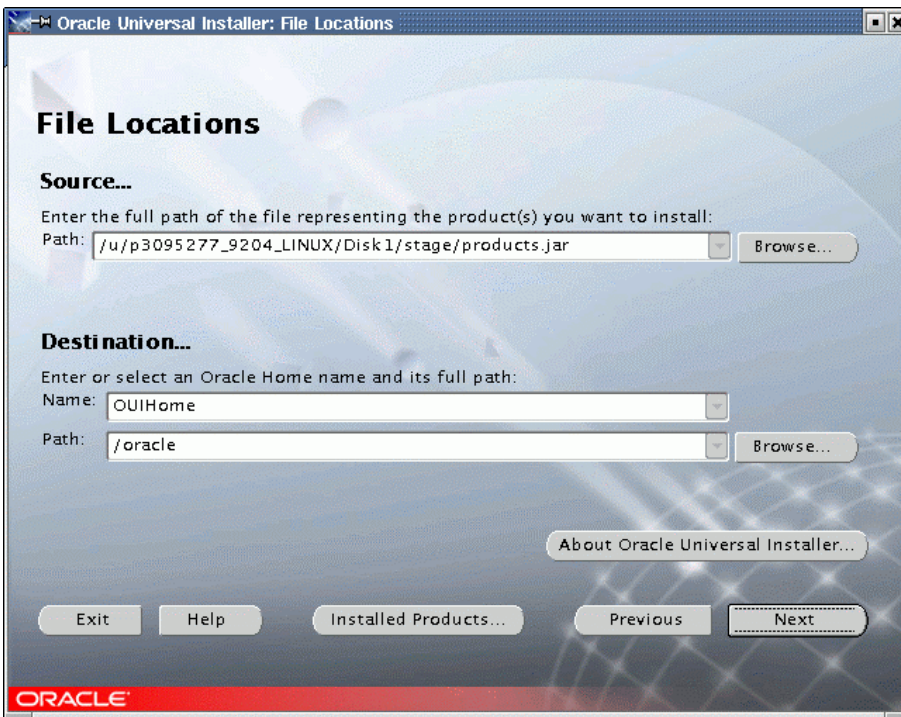 Oracle Universal Installer: File Locations
File Locations
Source...
Enter the full path of the file representing the product(s) you want to install:
Path: /u/p3095277_9204_LINUX/Disk1/stage/products.jar Browse...
Destination...
Enter or select an Oracle Home name and its full path:
Name: OUIHome
Path: /oracle Browse...
About Oracle Universal Installer...
Exit Help Installed Products... Previous Next
ORACLE